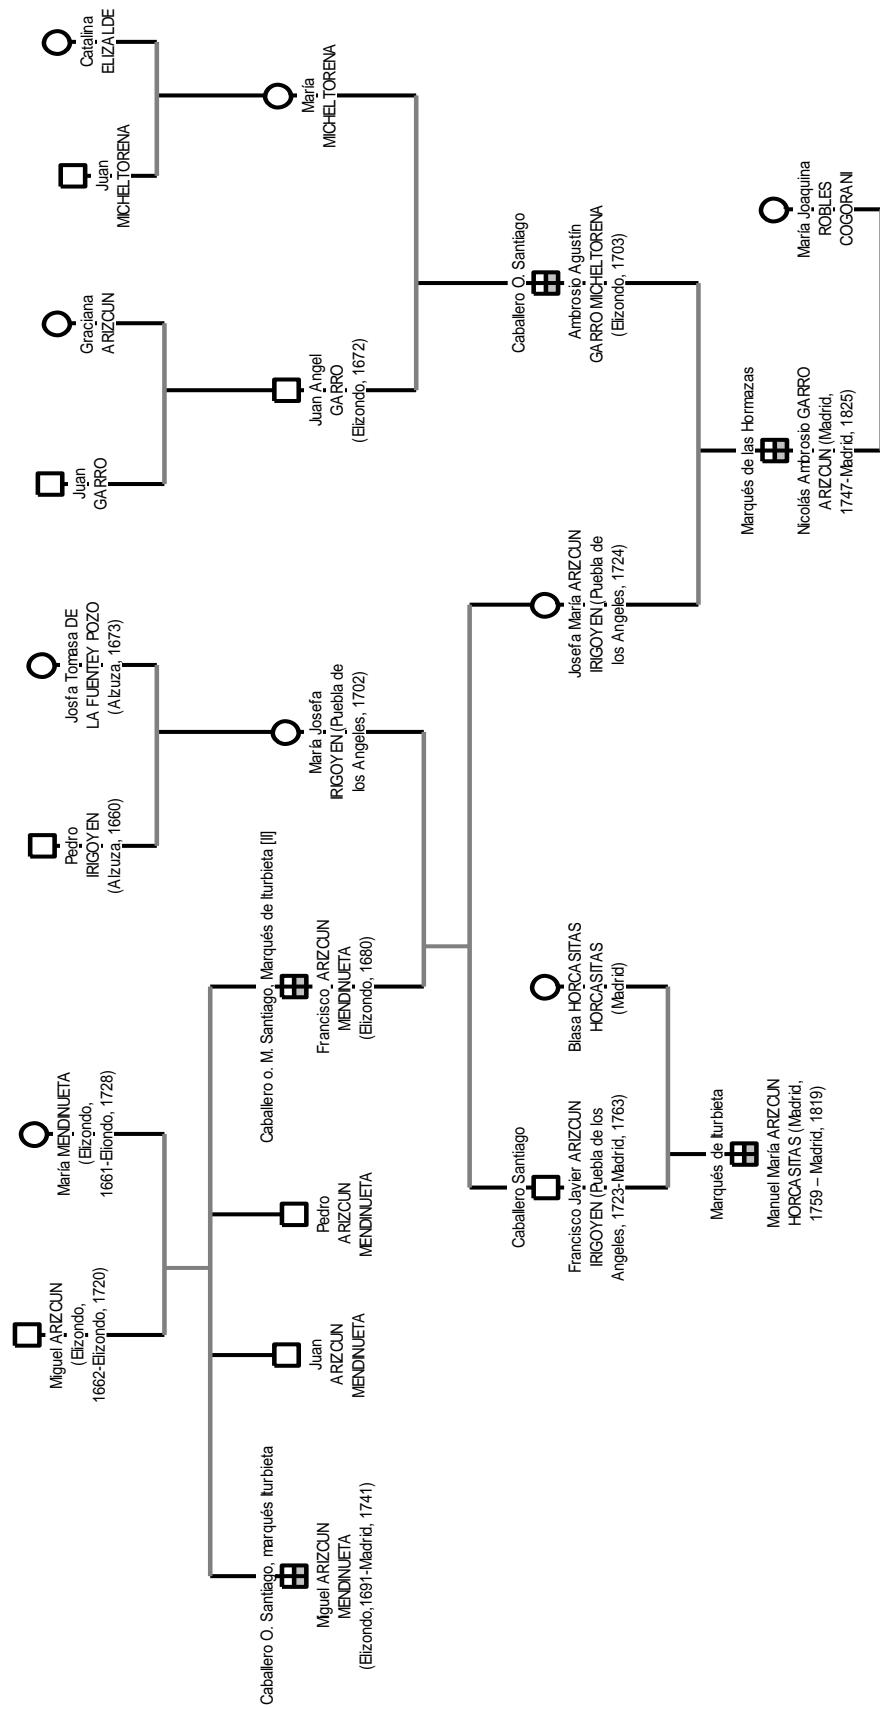 Miguel ARIZCUN
(Elizondo,
1662-Elizondo, 1720)
María MENDINUETA
(Elizondo,
1661-Eliondo, 1728)
Pedro
IRIGOYEN
(Alzuza, 1660)
Josfa Tomasa DE
LA FUENTEY POZO
(Alzuza, 1673)
Juan
GARRO
Graciana
ARIZCUN
Juan
MICHELTORENA
Catalina
ELIZALDE
Caballero O. Santiago, marqués Iturbieta
Miguel ARIZCUN
MENDINUETA
(Elizondo,1691-Madrid, 1741)
Juan
ARIZCUN
MENDINUETA
Pedro
ARIZCUN
MENDINUETA
Caballero o. M. Santiago, Marqués de Iturbieta [II]
Francisco ARIZCUN
MENDINUETA
(Elizondo, 1680)
María Josefa
IRIGOYEN (Puebla de
los Angeles, 1702)
Juan Angel
GARRO
(Elizondo, 1672)
María
MICHELTORENA
Caballero Santiago
Francisco Javier ARIZCUN
IRIGOYEN (Puebla de los
Angeles, 1723-Madrid, 1763)
Blasa HORCASITAS
HORCASITAS
(Madrid)
Josefa María ARIZCUN
IRIGOYEN (Puebla de
los Angeles, 1724)
Caballero O. Santiago
Ambrosio Agustín
GARRO MICHELTORENA
(Elizondo, 1703)
Marqués de Iturbieta
Manuel María ARIZCUN
HORCASITAS (Madrid,
1759 – Madrid, 1819)
Marqués de las Hormazas
Nicolás Ambrosio GARRO
ARIZCUN (Madrid,
1747-Madrid, 1825)
María Joaquina
ROBLES
COGORANI